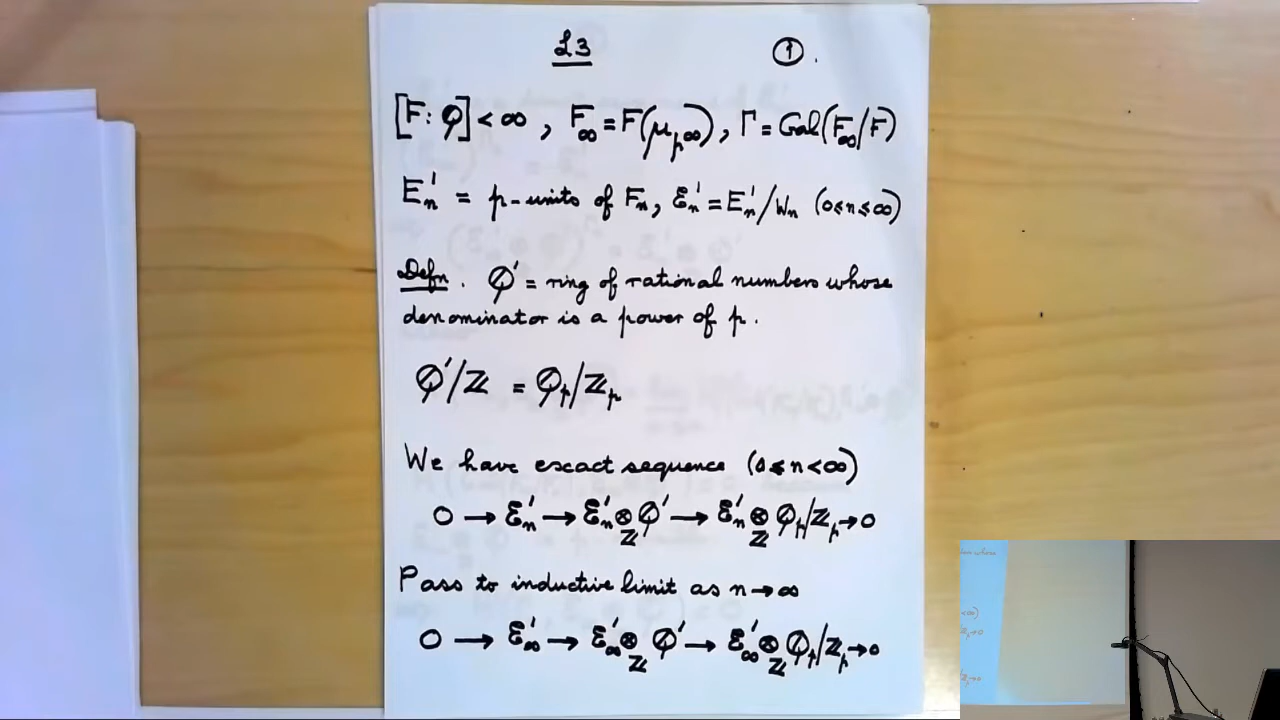 L3 ①.
[F:Q]<∞, F_∞=F(μ_{p^∞}), Γ=Gal(F_∞/F)
E'_n = p-units of F_n, ℰ'_n=E'_n/W_n (0≤n≤∞)
Defn. Q' = ring of rational numbers whose
denominator is a power of p.
Q'/ℤ = Q_p/ℤ_p
We have exact sequence (0≤n<∞)
0 → ℰ'_n → ℰ'_n ⊗_ℤ Q' → ℰ'_n ⊗_ℤ Q_p/ℤ_p → 0
Pass to inductive limit as n→∞
0 → ℰ'_∞ → ℰ'_∞ ⊗_ℤ Q' → ℰ'_∞ ⊗_ℤ Q_p/ℤ_p → 0